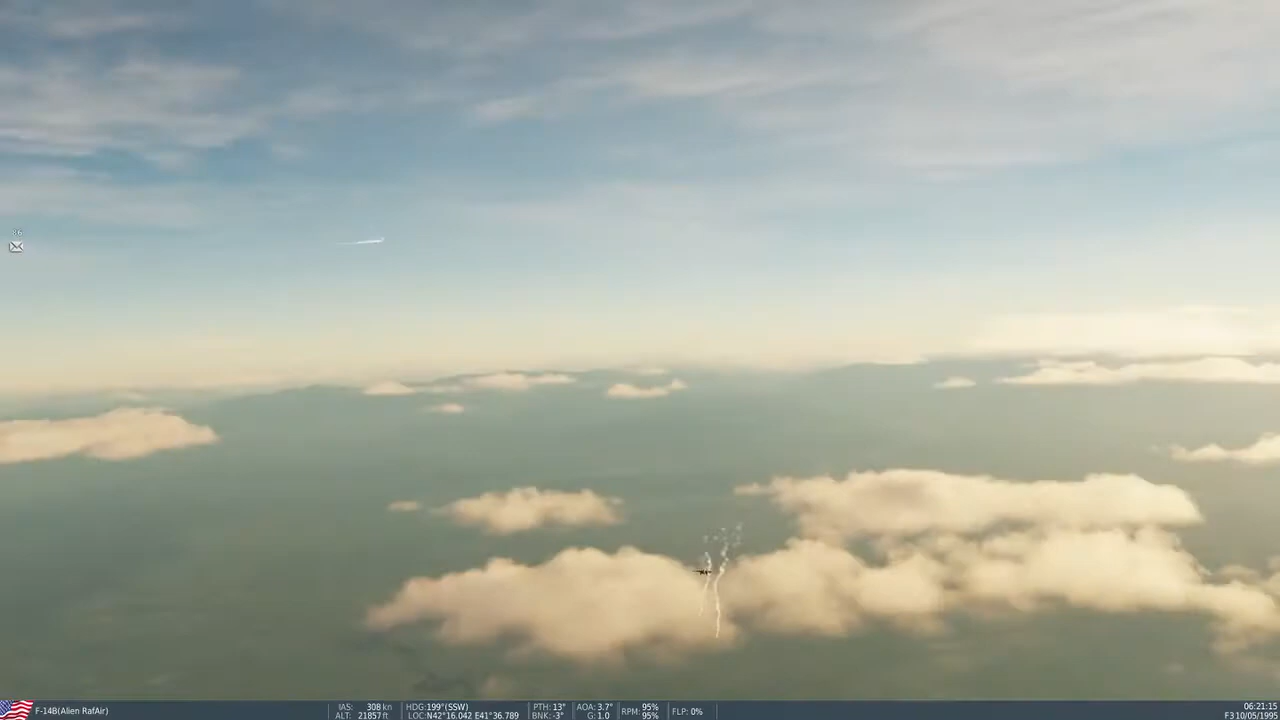 36
F-14B(Alien RafAir)
IAS: 308 kn
ALT: 21857 ft
HDG: 199°(SSW)
LOC: N42°16.042 E41°36.789
PTH: 13°
BNK: -3°
AOA: 3.7°
G: 1.0
RPM: 95%
95%
FLP: 0%
06:21:15
F3 10/05/1995